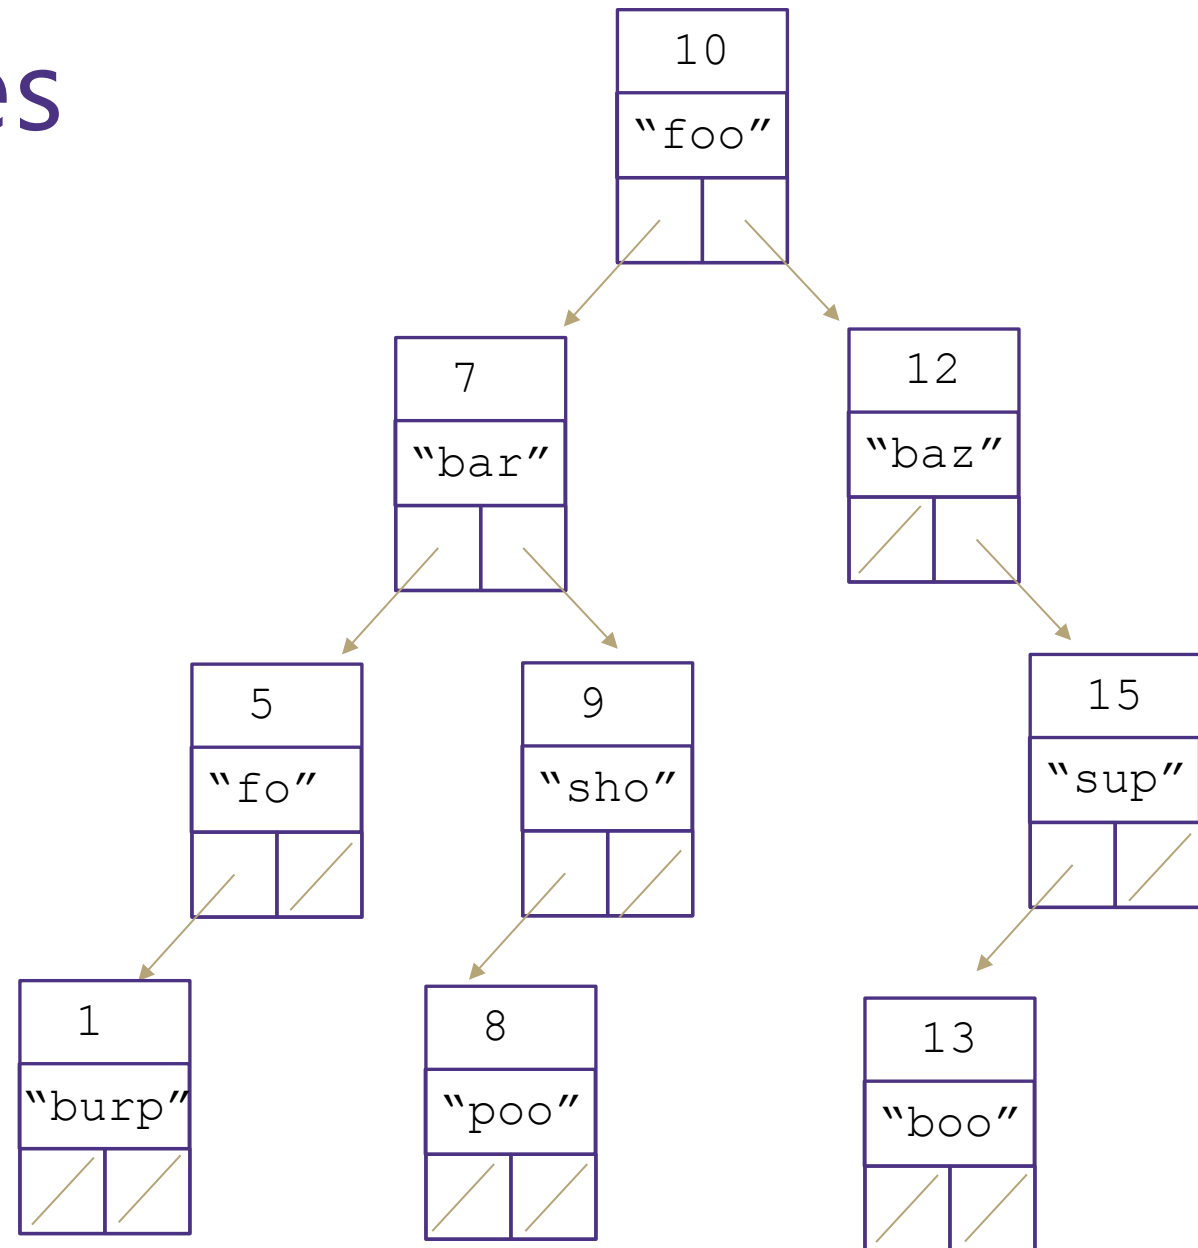 es
10
“foo”
7
“bar”
12
“baz”
5
“fo”
9
“sho”
15
“sup”
1
“burp”
8
“poo”
13
“boo”